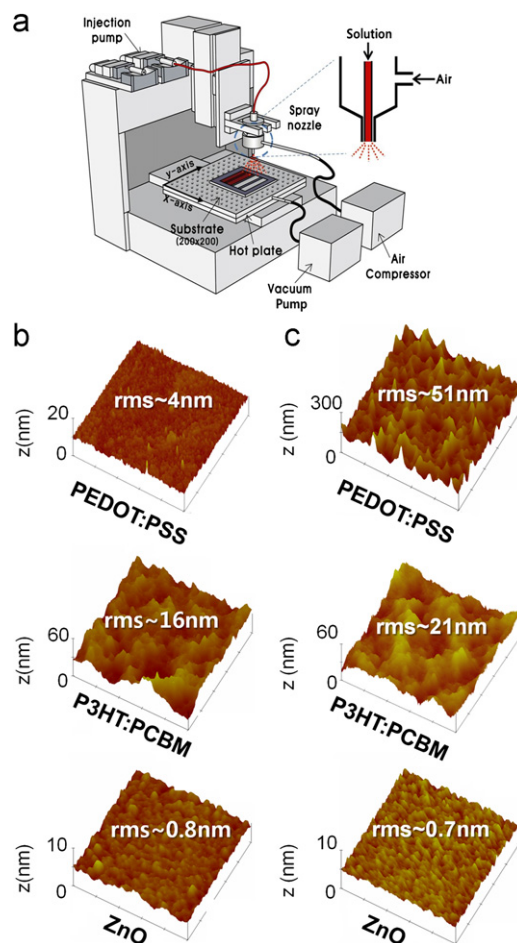 a
Injection
pump
Solution
Air
Spray
nozzle
y-axis
X-axis
Substrate
(200x200)
Hot plate
Vacuum
Pump
Air
Compressor
b
rms~4nm
20
0
z(nm)
PEDOT:PSS
rms~16nm
60
0
z(nm)
P3HT:PCBM
rms~0.8nm
10
0
z(nm)
ZnO
c
rms~51nm
300
0
z (nm)
PEDOT:PSS
rms~21nm
60
0
z (nm)
P3HT:PCBM
rms~0.7nm
10
0
z(nm)
ZnO